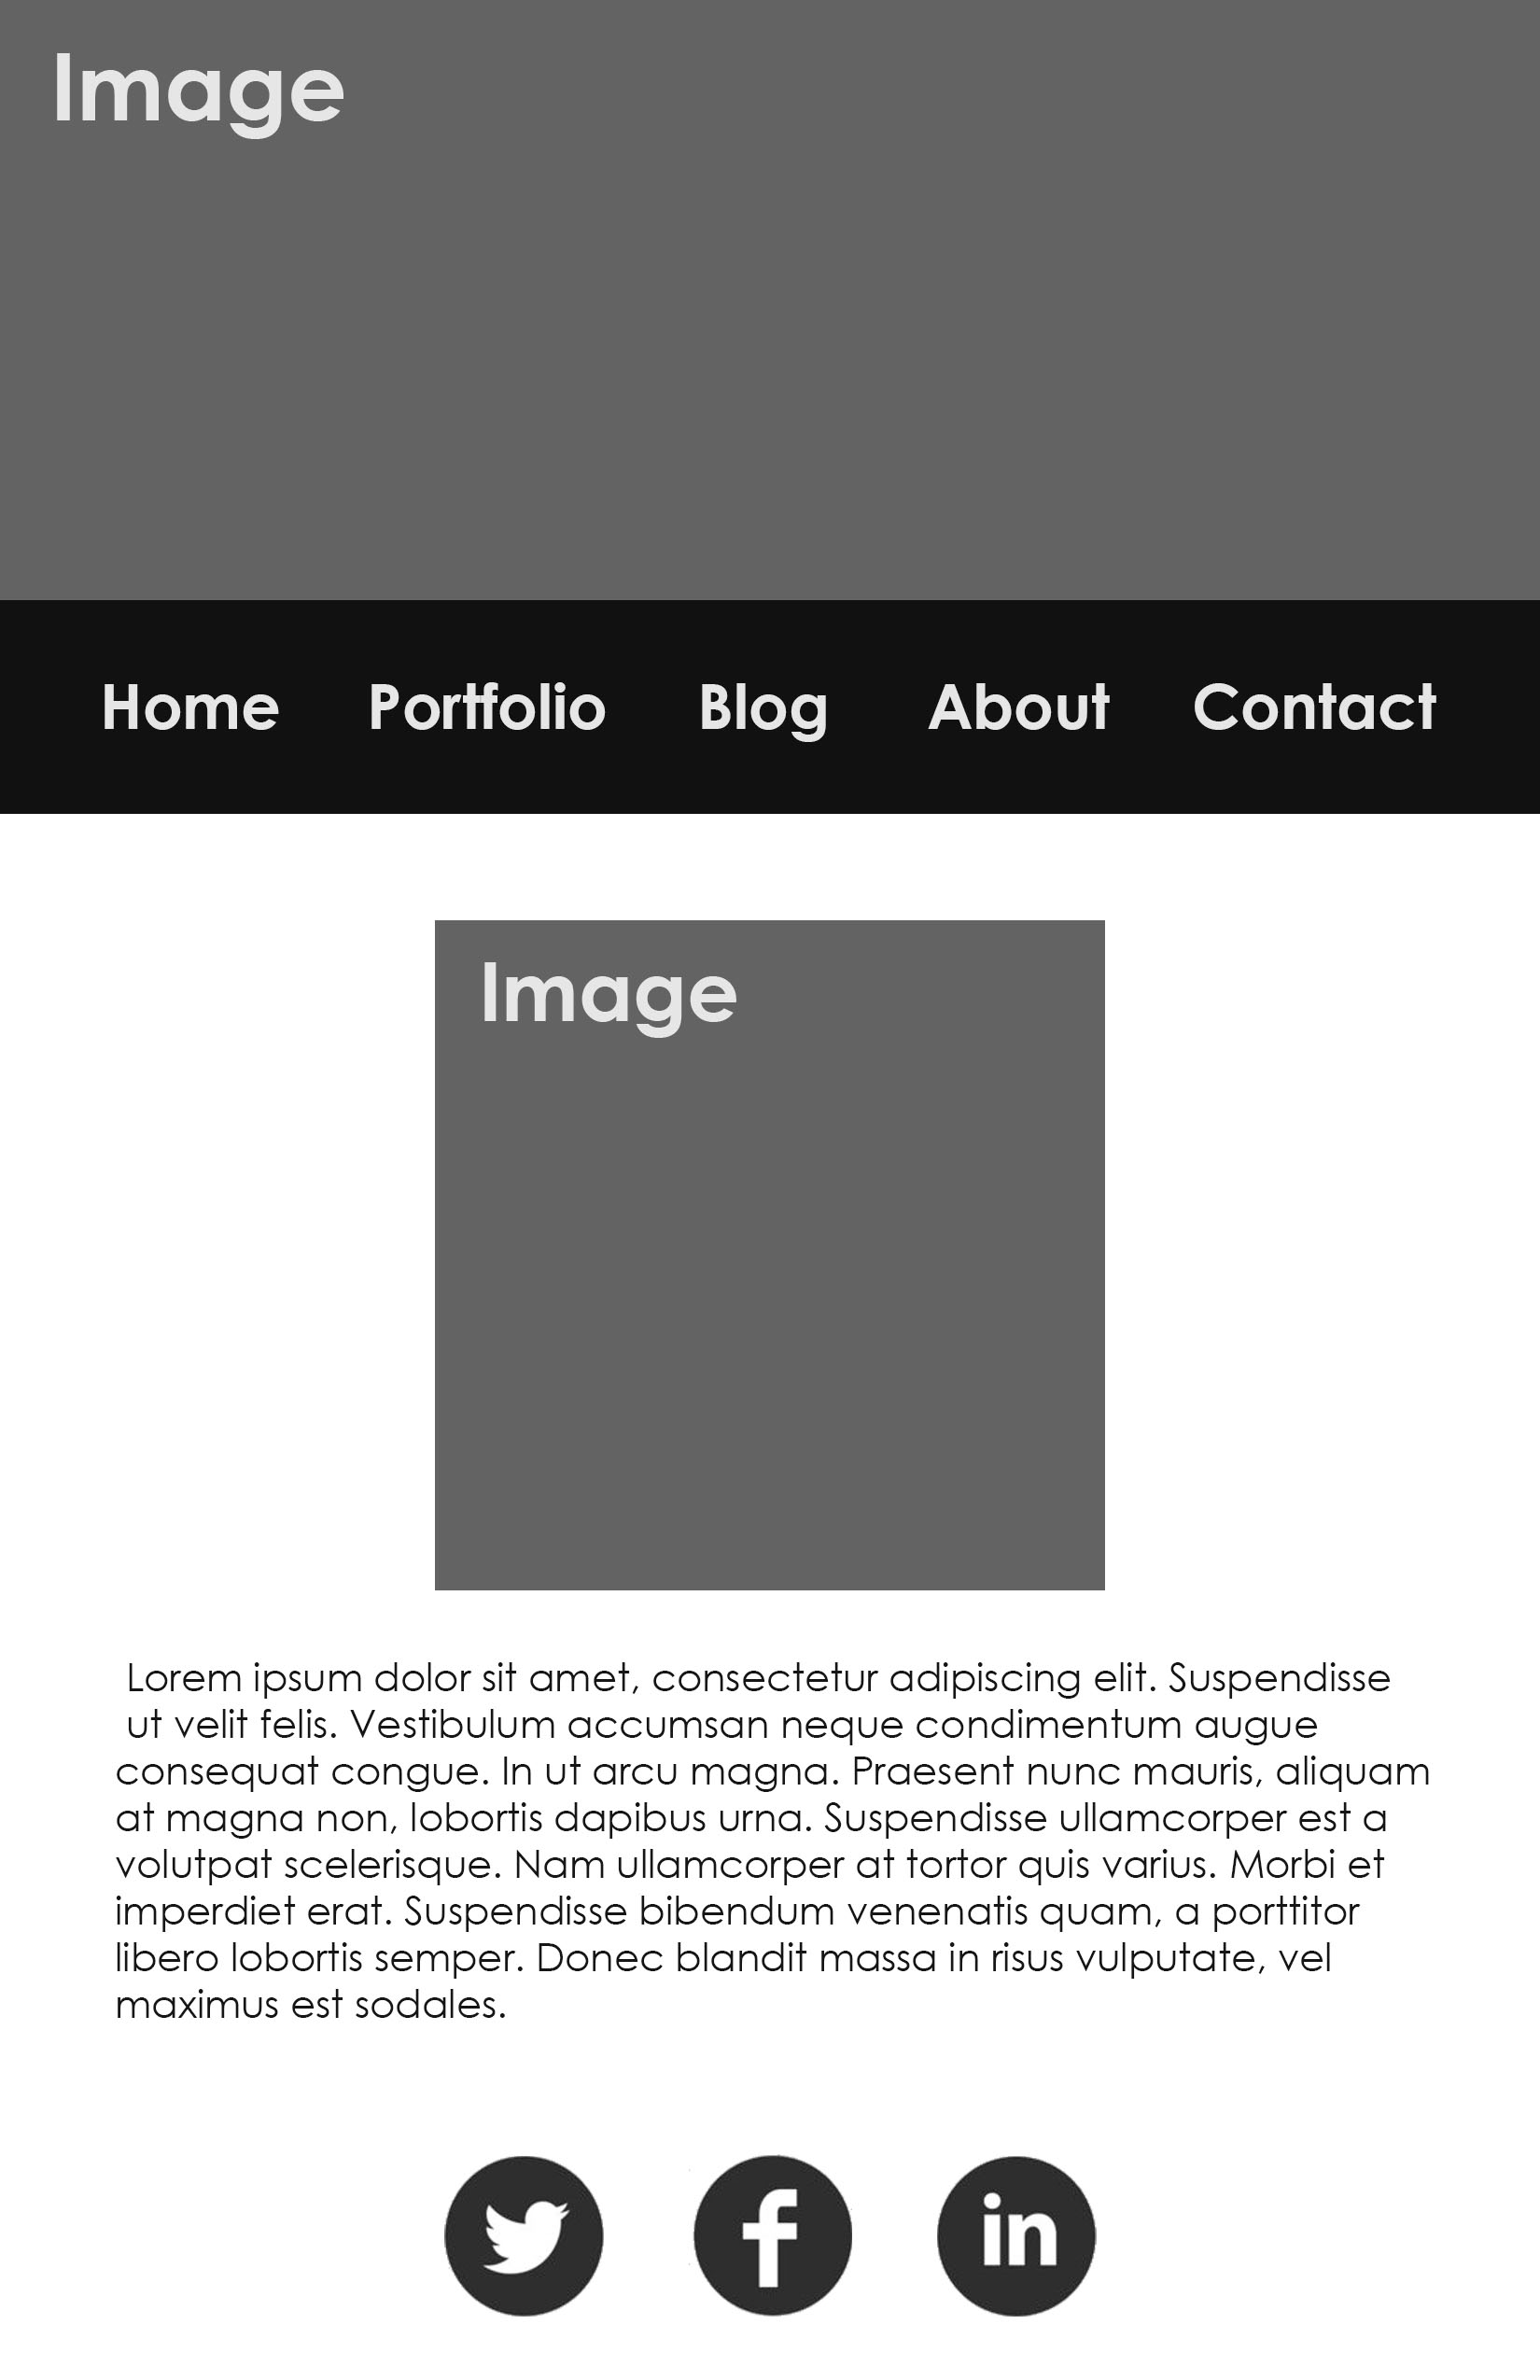 Image
Home Portfolio Blog About Contact
Image
Lorem ipsum dolor sit amet, consectetur adipiscing elit. Suspendisse
ut velit felis. Vestibulum accumsan neque condimentum augue
consequat congue. In ut arcu magna. Praesent nunc mauris, aliquam
at magna non, lobortis dapibus urna. Suspendisse ullamcorper est a
volutpat scelerisque. Nam ullamcorper at tortor quis varius. Morbi et
imperdiet erat. Suspendisse bibendum venenatis quam, a porttitor
libero lobortis semper. Donec blandit massa in risus vulputate, vel
maximus est sodales.
f in